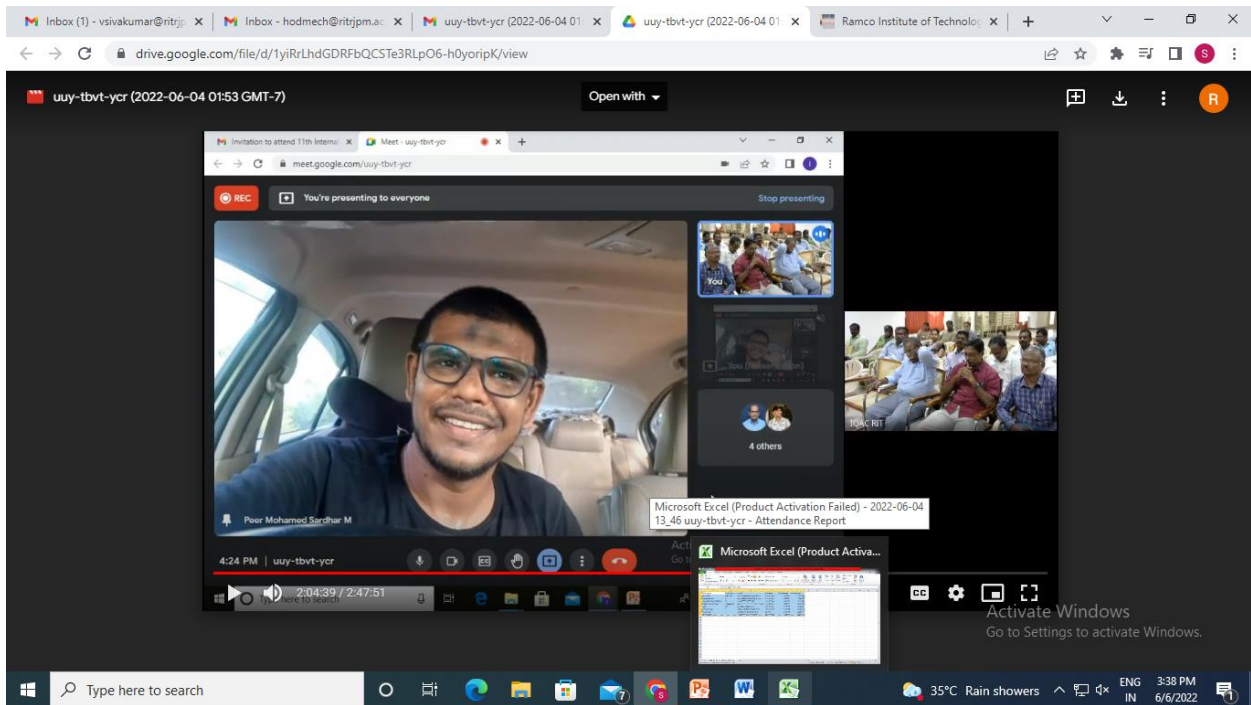 Inbox (1) - vsivakumar@ritrjp
Inbox - hodmech@ritrjpm.ac
uuy-tbvt-ycr (2022-06-04 01:
uuy-tbvt-ycr (2022-06-04 01
Ramco Institute of Technolog
drive.google.com/file/d/1yiRrLhdGDRFbQCSTe3RLpO6-h0yoripK/view
S
uuy-tbvt-ycr (2022-06-04 01:53 GMT-7)
Open with
R
Invitation to attend 11th Interna
Meet - uuy-tbvt-ycr
meet.google.com/uuy-tbvt-ycr
REC
You're presenting to everyone
Stop presenting
You
4 others
IQAC RIT
Peer Mohamed Sardhar M
Microsoft Excel (Product Activation Failed) - 2022-06-04
13_46 uuy-tbvt-ycr - Attendance Report
4:24 PM | uuy-tbvt-ycr
Microsoft Excel (Product Activa...
2:04:39 / 2:47:51
CC
Activate Windows
Go to Settings to activate Windows.
Type here to search
7
35°C Rain showers
ENG
IN
3:38 PM
6/6/2022
1